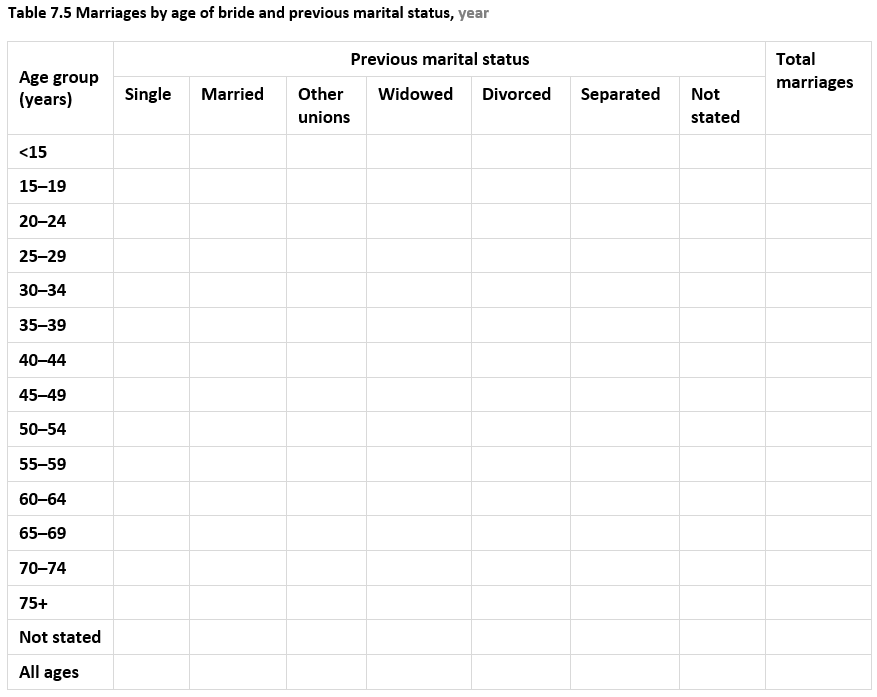 Table 7.5 Marriages by age of bride and previous marital status, year
Previous marital status
Age group
(years)
Total
marriages
Single Married Other
unions Widowed Divorced Separated Not
stated
<15
15–19
20–24
25–29
30–34
35–39
40–44
45–49
50–54
55–59
60–64
65–69
70–74
75+
Not stated
All ages